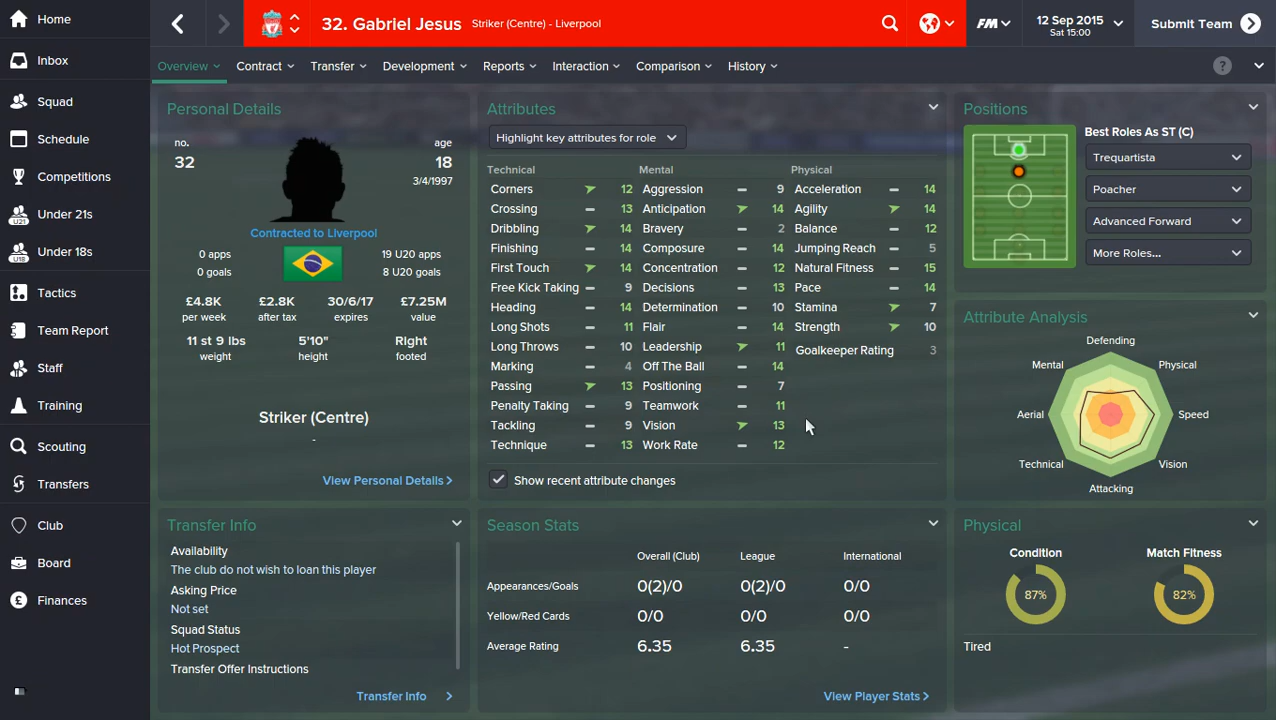 Home
Inbox
Squad
Schedule
Competitions
Under 21s
Under 18s
Tactics
Team Report
Staff
Training
Scouting
Transfers
Club
Board
Finances
32. Gabriel Jesus Striker (Centre) - Liverpool
FM
12 Sep 2015
Sat 15:00
Submit Team
Overview Contract Transfer Development Reports Interaction Comparison History ?
Personal Details
no. age
32 18
3/4/1997
Contracted to Liverpool
0 apps 19 U20 apps
0 goals 8 U20 goals
£4.8K £2.8K 30/6/17 £7.25M
per week after tax expires value
11 st 9 lbs 5'10" Right
weight height footed
Striker (Centre)
-
View Personal Details >
Attributes
Highlight key attributes for role
Technical Mental Physical
Corners 12 Aggression 9 Acceleration 14
Crossing 13 Anticipation 14 Agility 14
Dribbling 14 Bravery 2 Balance 12
Finishing 14 Composure 14 Jumping Reach 5
First Touch 14 Concentration 12 Natural Fitness 15
Free Kick Taking 9 Decisions 13 Pace 14
Heading 14 Determination 10 Stamina 7
Long Shots 11 Flair 14 Strength 10
Long Throws 10 Leadership 11 Goalkeeper Rating 3
Marking 4 Off The Ball 14
Passing 13 Positioning 7
Penalty Taking 9 Teamwork 11
Tackling 9 Vision 13
Technique 13 Work Rate 12
Show recent attribute changes
Positions
Best Roles As ST (C)
Trequartista
Poacher
Advanced Forward
More Roles...
Attribute Analysis
Defending
Mental Physical
Aerial Speed
Technical Vision
Attacking
Transfer Info
Availability
The club do not wish to loan this player
Asking Price
Not set
Squad Status
Hot Prospect
Transfer Offer Instructions
Transfer Info >
Season Stats
Overall (Club) League International
Appearances/Goals 0(2)/0 0(2)/0 0/0
Yellow/Red Cards 0/0 0/0 0/0
Average Rating 6.35 6.35 -
View Player Stats >
Physical
Condition Match Fitness
87% 82%
Tired